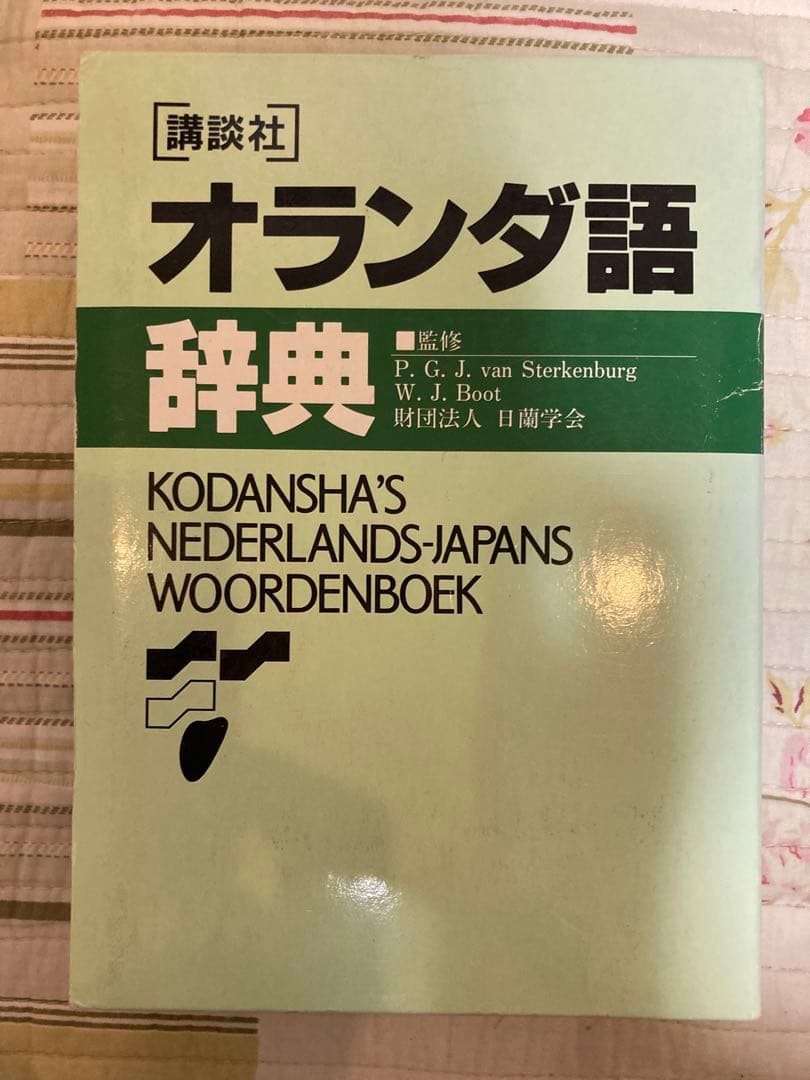 [講談社]
オランダ語
辞典
■監修
P. G. J. van Sterkenburg
W. J. Boot
財団法人 日蘭学会
KODANSHA'S
NEDERLANDS-JAPANS
WOORDENBOEK